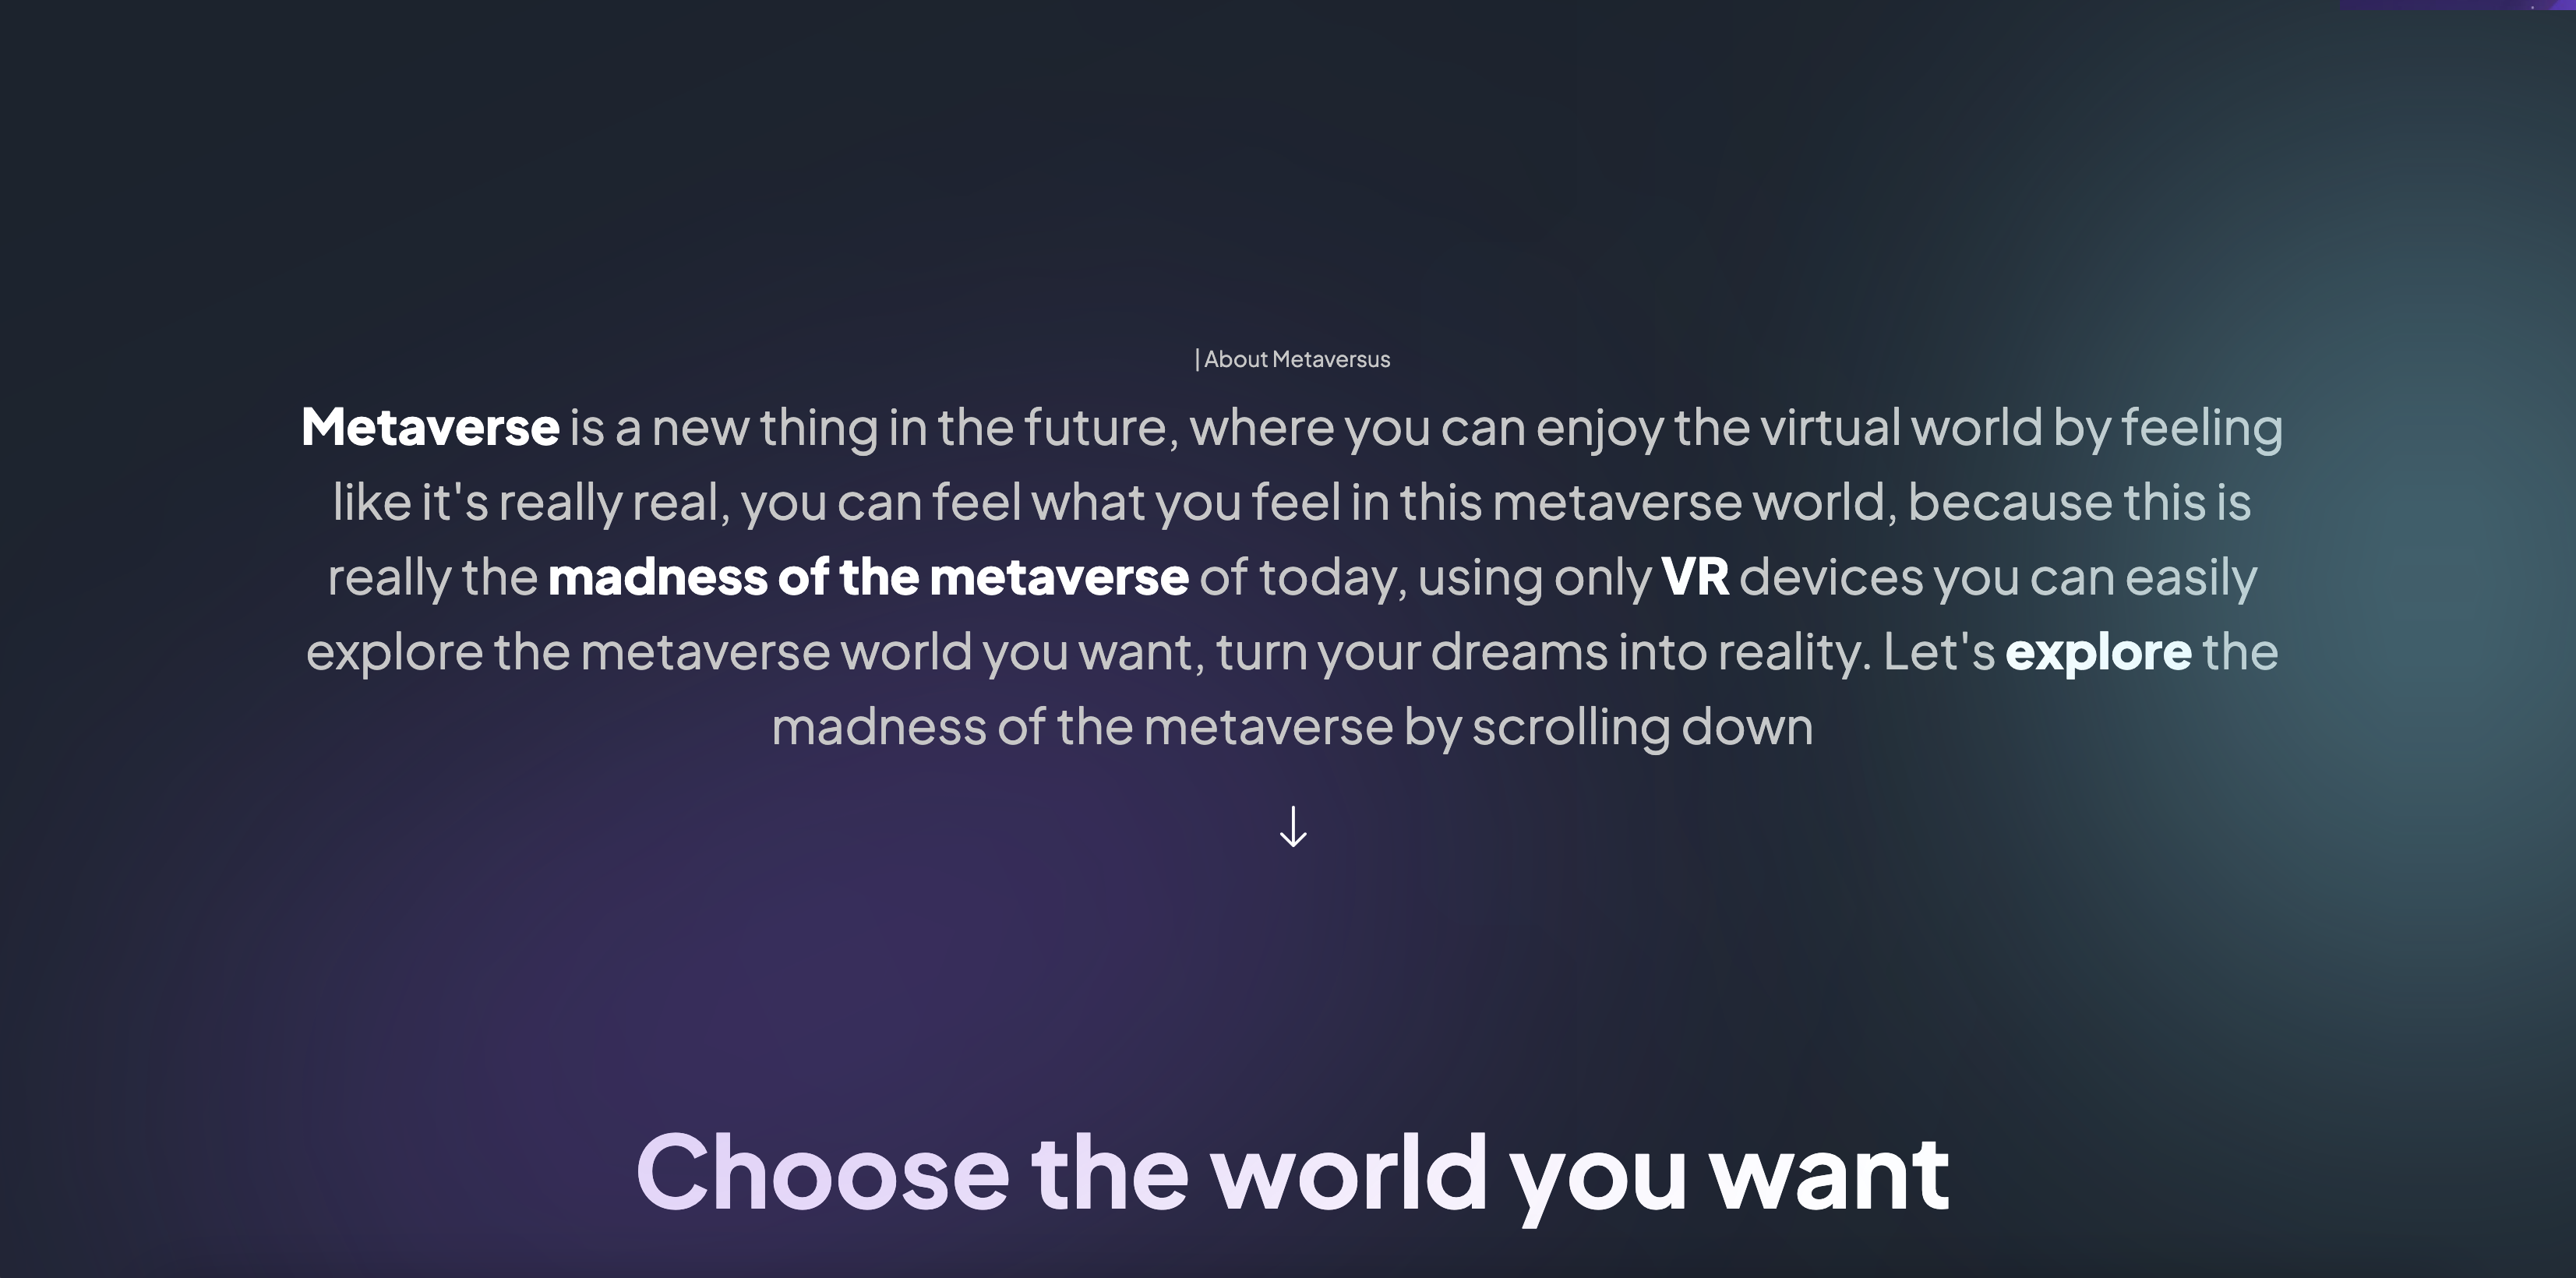 | About Metaversus
Metaverse is a new thing in the future, where you can enjoy the virtual world by feeling
like it's really real, you can feel what you feel in this metaverse world, because this is
really the madness of the metaverse of today, using only VR devices you can easily
explore the metaverse world you want, turn your dreams into reality. Let's explore the
madness of the metaverse by scrolling down
Choose the world you want